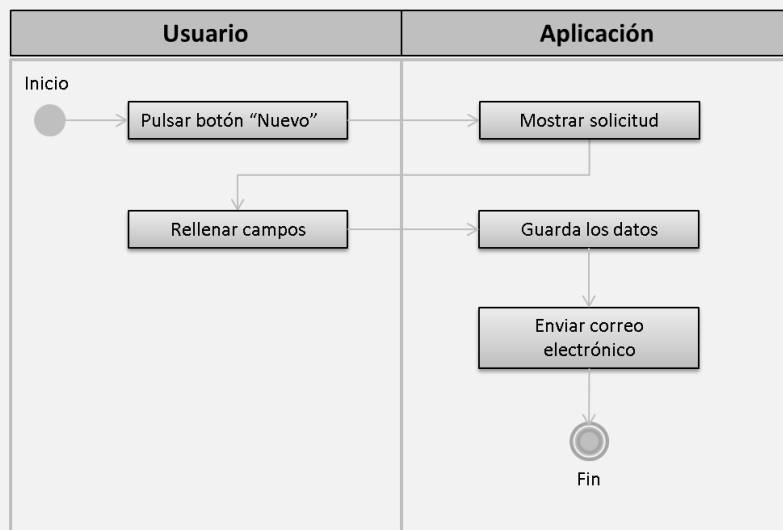 Usuario
Aplicación
Inicio
Pulsar botón “Nuevo”
Mostrar solicitud
Rellenar campos
Guarda los datos
Enviar correo
electrónico
Fin